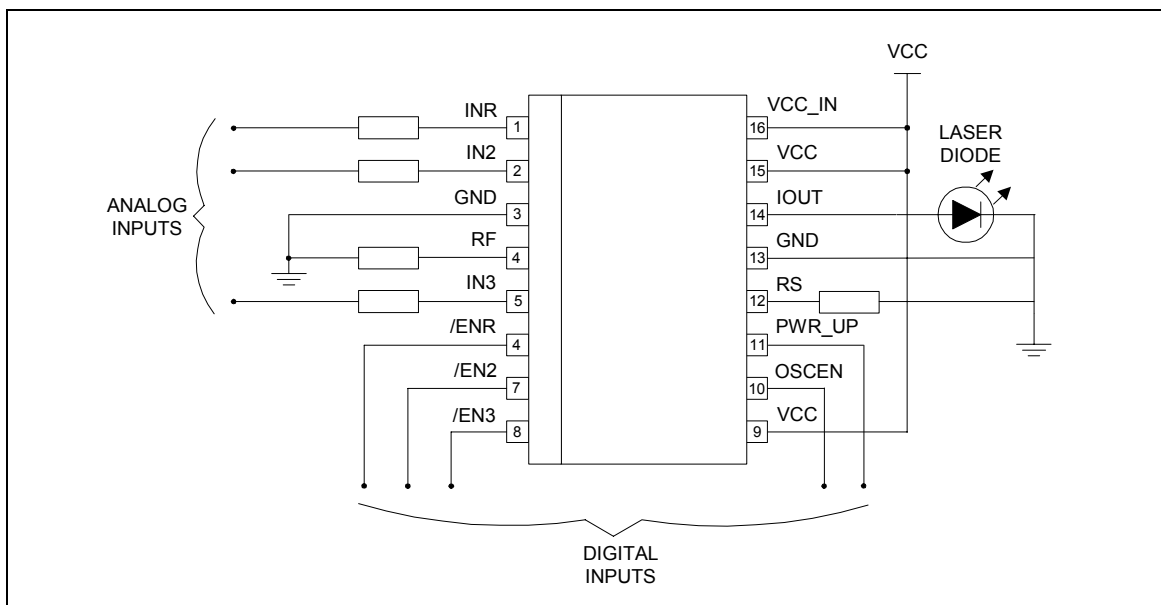 VCC
INR
1
IN2
2
GND
3
RF
4
IN3
5
/ENR
4
/EN2
7
/EN3
8
VCC_IN
16
VCC
15
IOUT
14
GND
13
RS
12
PWR_UP
11
OSCEN
10
VCC
9
LASER
DIODE
ANALOG
INPUTS
DIGITAL
INPUTS